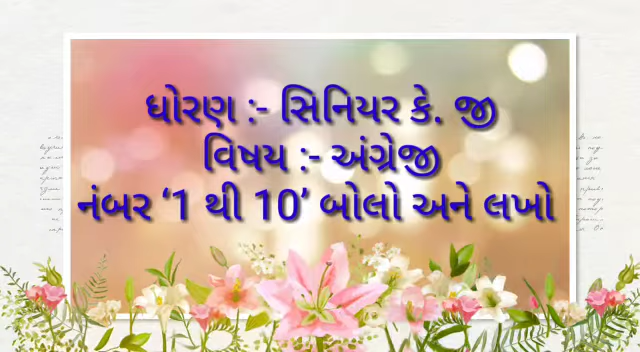 ધોરણ :- સિનિયર કે. જી
વિષય :- અંગ્રેજી
નંબર ‘1 થી 10’ બોલો અને લખો